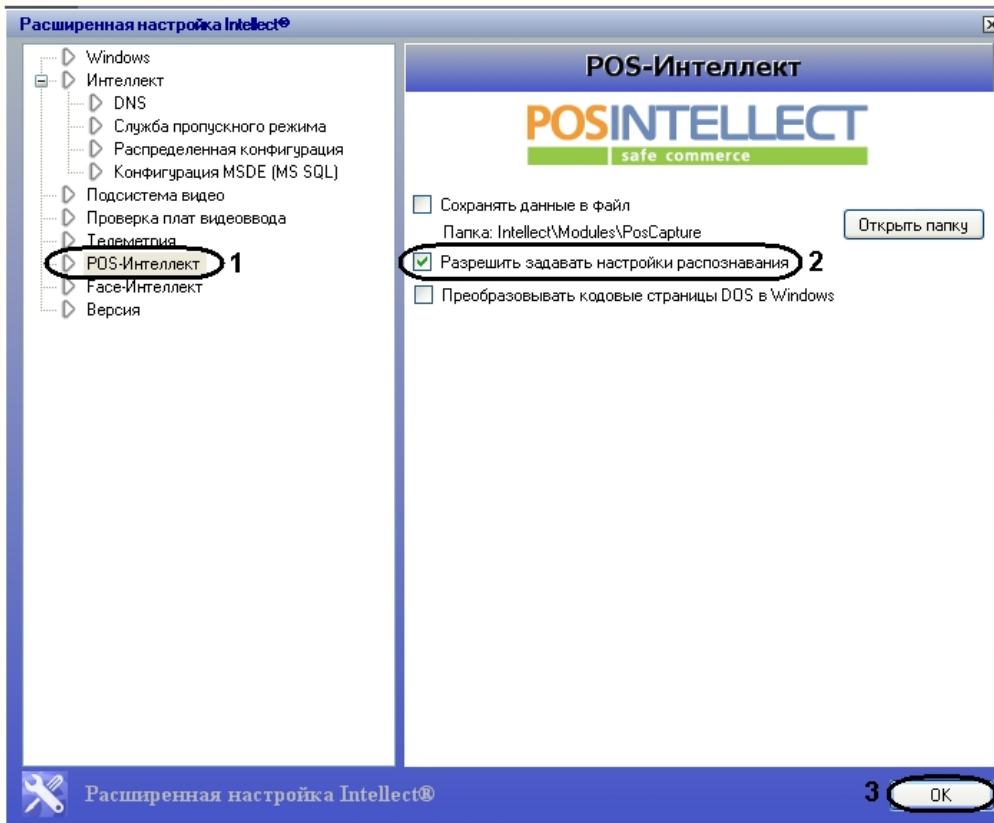 Расширенная настройка Intellect®
Windows
Интеллект
DNS
Служба пропускного режима
Распределенная конфигурация
Конфигурация MSDE (MS SQL)
Подсистема видео
Проверка плат видеоввода
Телеметрия
POS-Интеллект 1
Face-Интеллект
Версия
POS-Интеллект
POSINTELLECT
safe commerce
Сохранять данные в файл
Папка: Intellect\Modules\PosCapture
Открыть папку
Разрешить задавать настройки распознавания 2
Преобразовывать кодовые страницы DOS в Windows
Расширенная настройка Intellect®
3 OK